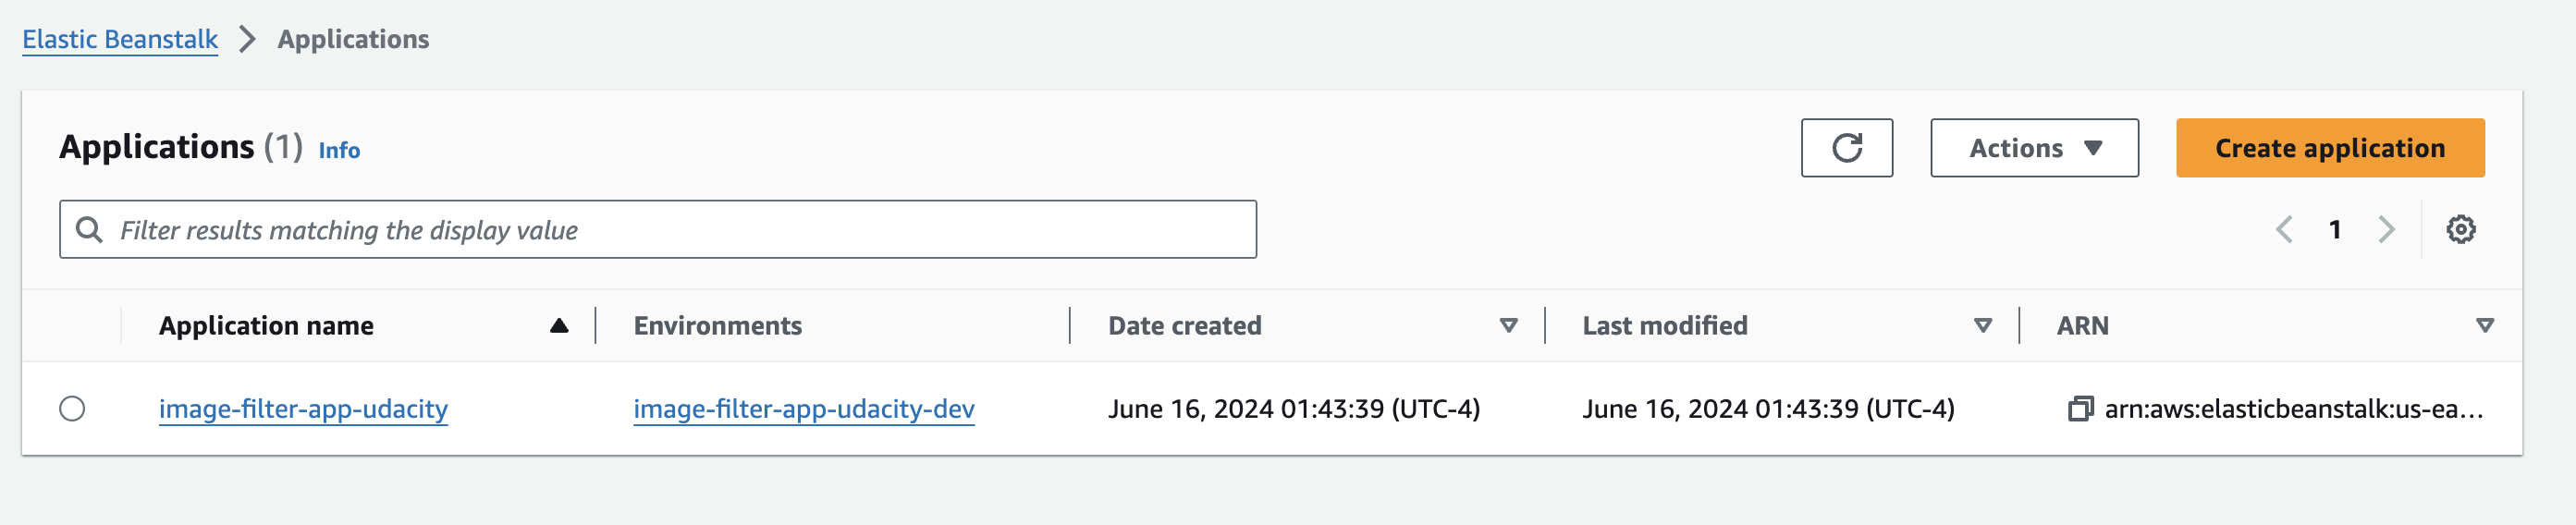 Elastic Beanstalk > Applications
Applications (1) Info
Actions
Create application
Filter results matching the display value
1
Application name Environments Date created Last modified ARN
image-filter-app-udacity image-filter-app-udacity-dev June 16, 2024 01:43:39 (UTC-4) June 16, 2024 01:43:39 (UTC-4) arn:aws:elasticbeanstalk:us-ea…